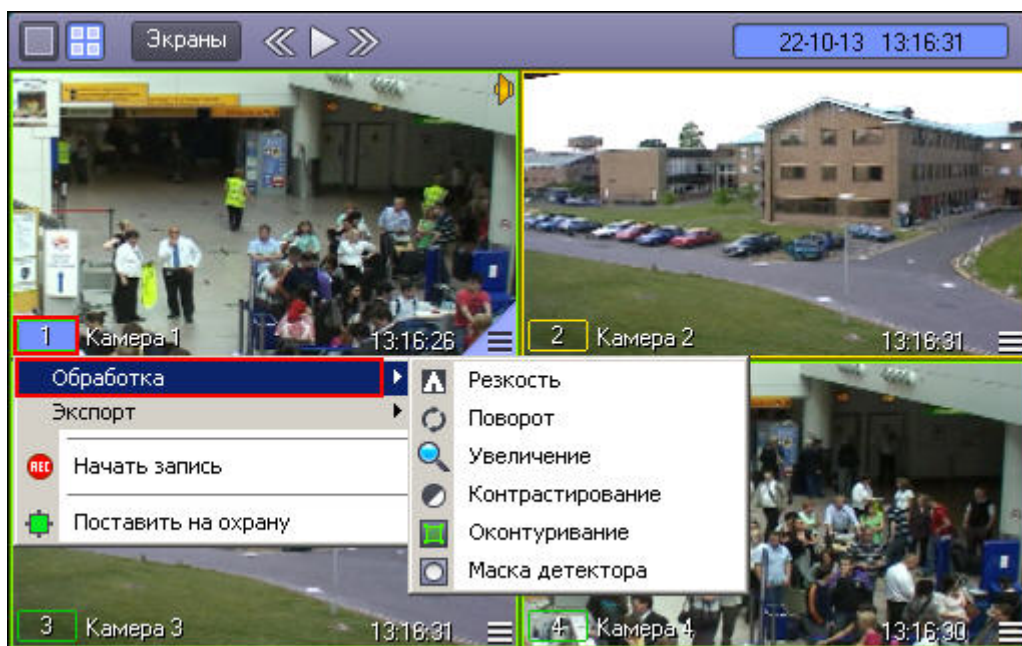 Экраны
22-10-13 13:16:31
1 Камера 1 13:16:26
2 Камера 2 13:16:31
Обработка
Экспорт
REC Начать запись
Поставить на охрану
Резкость
Поворот
Увеличение
Контрастирование
Оконтуривание
Маска детектора
3 Камера 3 13:16:31
4 Камера 4 13:16:30